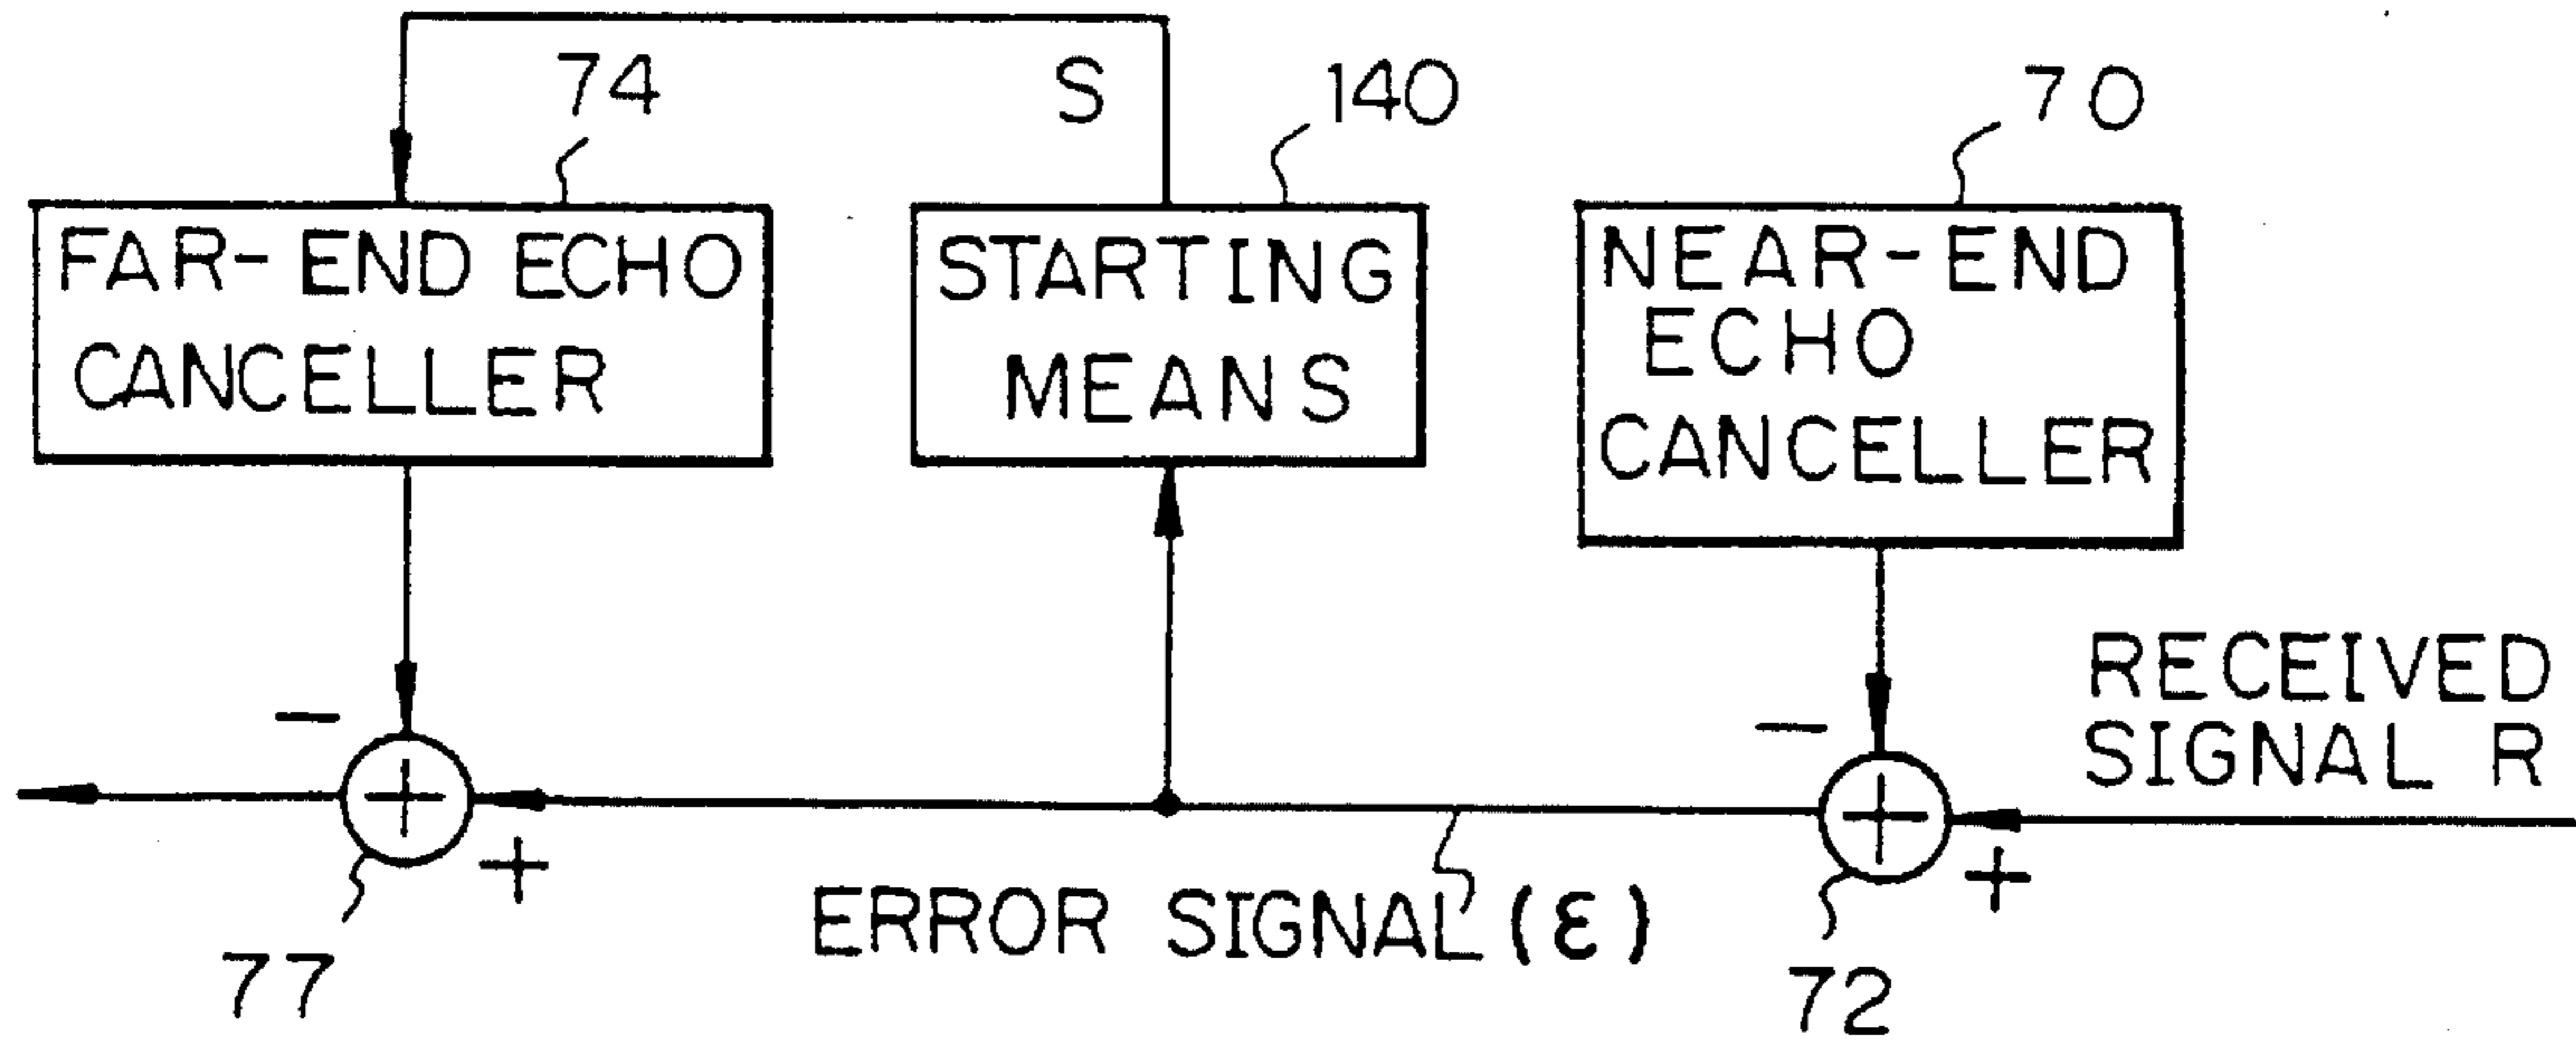 74
S
140
70
FAR-END ECHO
CANCELLER
STARTING
MEANS
NEAR-END
ECHO
CANCELLER
RECEIVED
SIGNAL R
−
+
−
+
+
+
ERROR SIGNAL (ε)
77
72